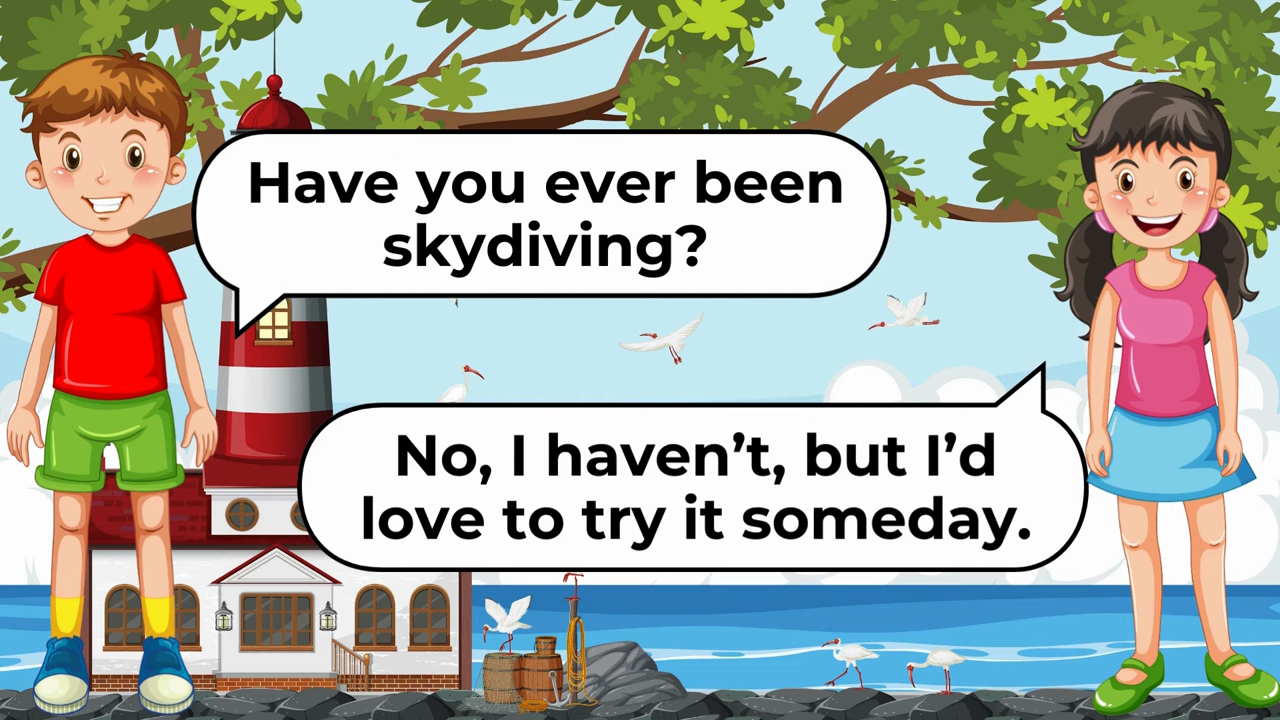 Have you ever been
skydiving?
No, I haven’t, but I’d
love to try it someday.